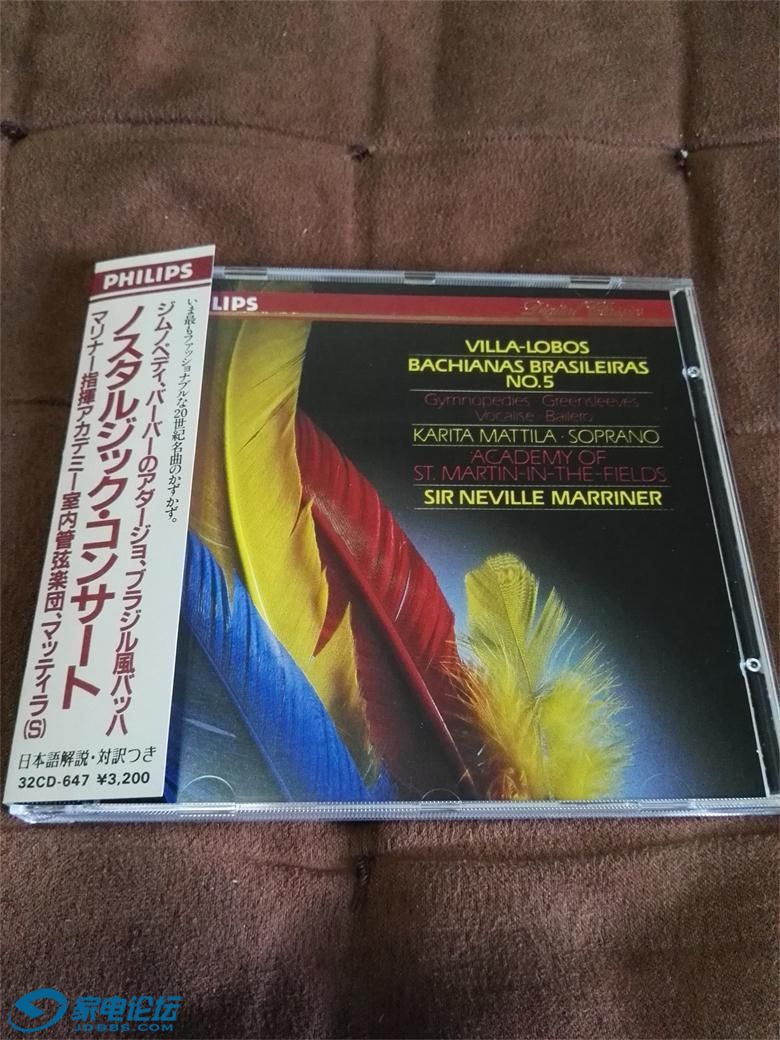 PHILIPS
いま最もファッショナブルな20世紀名曲のかずかず。
ジムノペディ、バーバーのアダージョ、ブラジル風バッハ
ノスタルジック・コンサート
マリナー指揮アカデミー室内管弦楽団、マッティラ(S)
日本語解説・対訳つき
32CD-647 ¥3,200
LIPS
Digital Classics
VILLA-LOBOS
BACHIANAS BRASILEIRAS
NO.5
Gymnopédies · Greensleeves
Vocalise · Bailero
KARITA MATTILA · SOPRANO
ACADEMY OF
ST. MARTIN-IN-THE-FIELDS
SIR NEVILLE MARRINER
家电论坛
JDBBS.COM